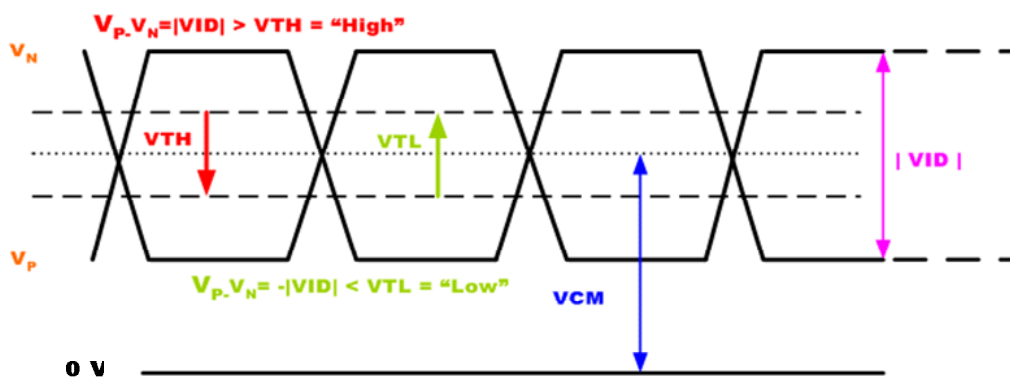 VP-VN=|VID| > VTH = “High”
VN
VTH
VTL
| VID |
VP
VP-VN= -|VID| < VTL = “Low”
VCM
0 V